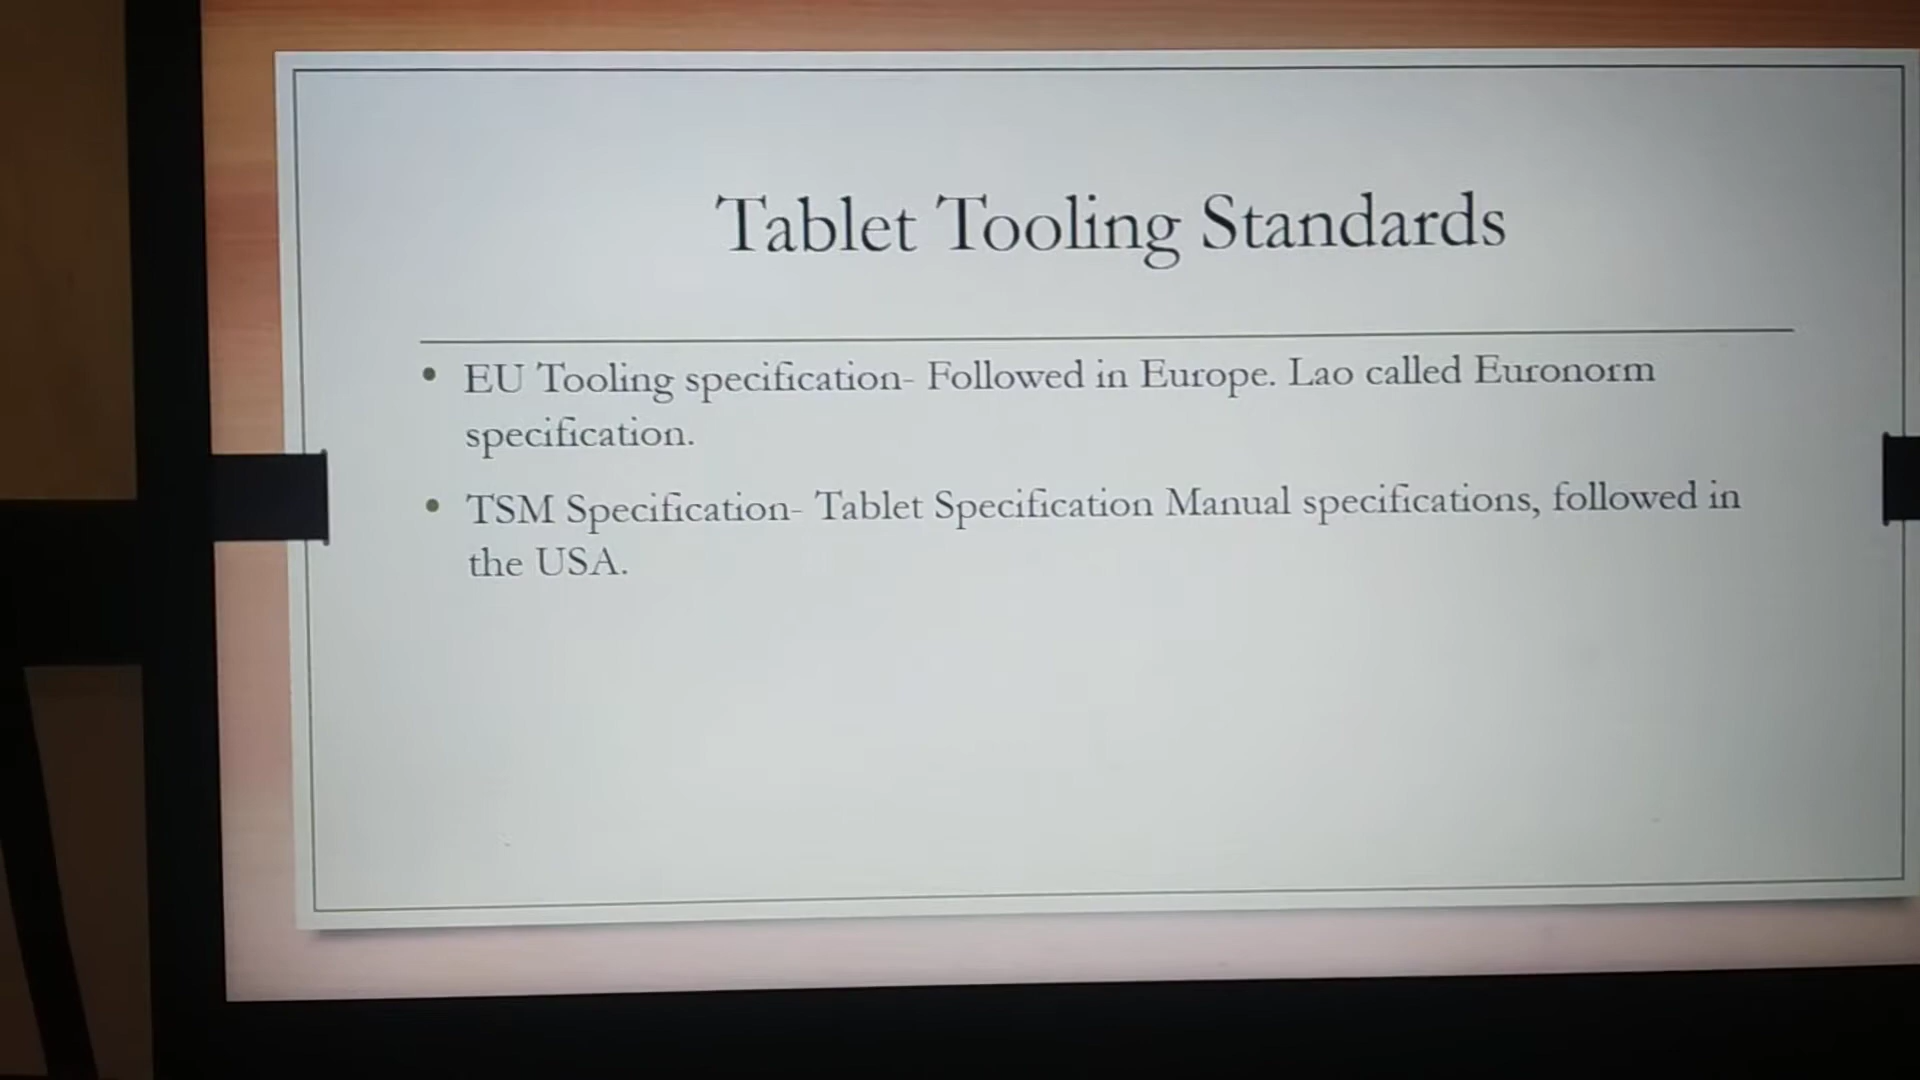 Tablet Tooling Standards
• EU Tooling specification- Followed in Europe. Lao called Euronorm
specification.
• TSM Specification- Tablet Specification Manual specifications, followed in
the USA.